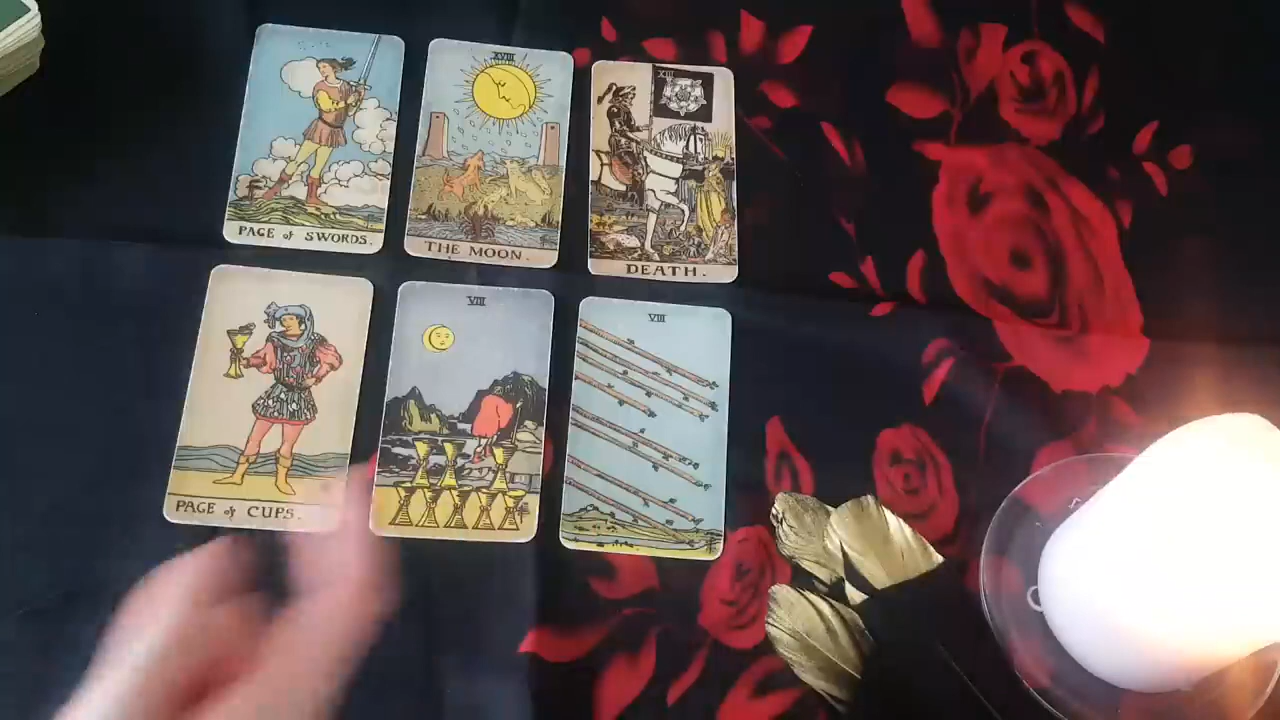 PAGE of SWORDS.
XVIII
THE MOON.
XIII
DEATH.
PAGE of CUPS.
VIII
VIII